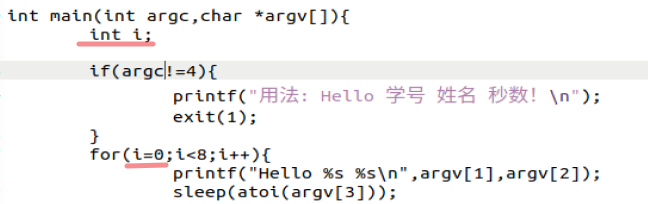 int main(int argc,char *argv[]){
int i;
if(argc!=4){
printf("用法: Hello 学号 姓名 秒数! \n");
exit(1);
}
for(i=0;i<8;i++){
printf("Hello %s %s\n",argv[1],argv[2]);
sleep(atoi(argv[3]));